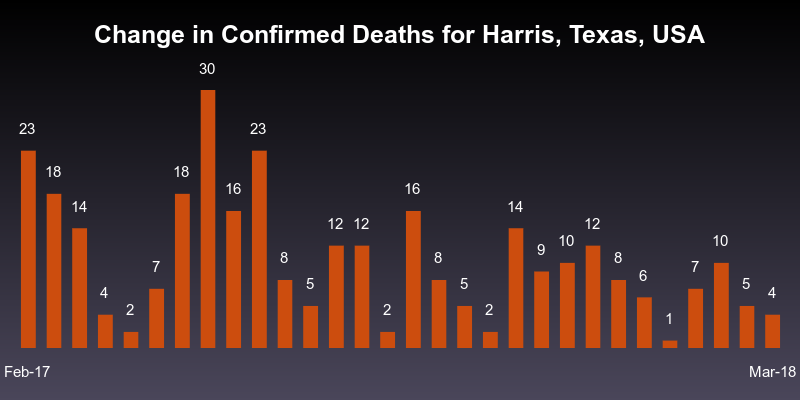 Change in Confirmed Deaths for Harris, Texas, USA
23 18 14 4 2 7 18 30 16 23 8 5 12 12 2 16 8 5 2 14 9 10 12 8 6 1 7 10 5 4
Feb-17 Mar-18